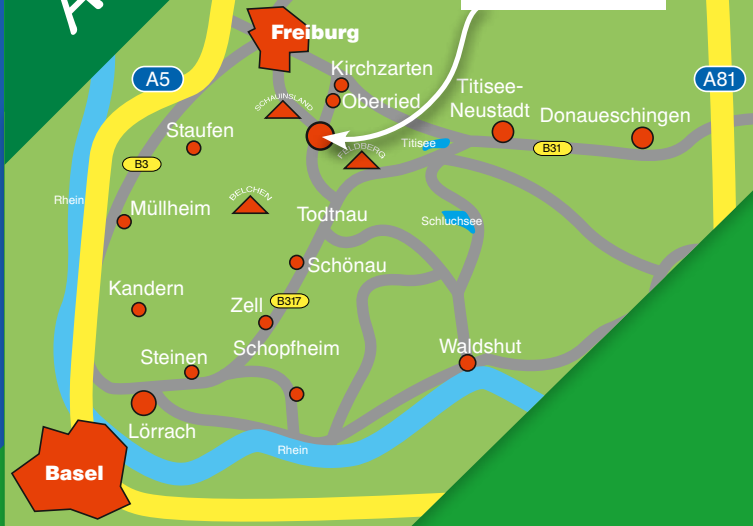 A
Freiburg
Kirchzarten
A5
A81
Titisee-
Neustadt
SCHAUINSLAND
Oberried
Donaueschingen
Staufen
Titisee
B31
FELDBERG
B3
BELCHEN
Rhein
Müllheim
Todtnau
Schluchsee
Schönau
Kandern
Zell
B317
Steinen
Schopfheim
Waldshut
Lörrach
Rhein
Basel